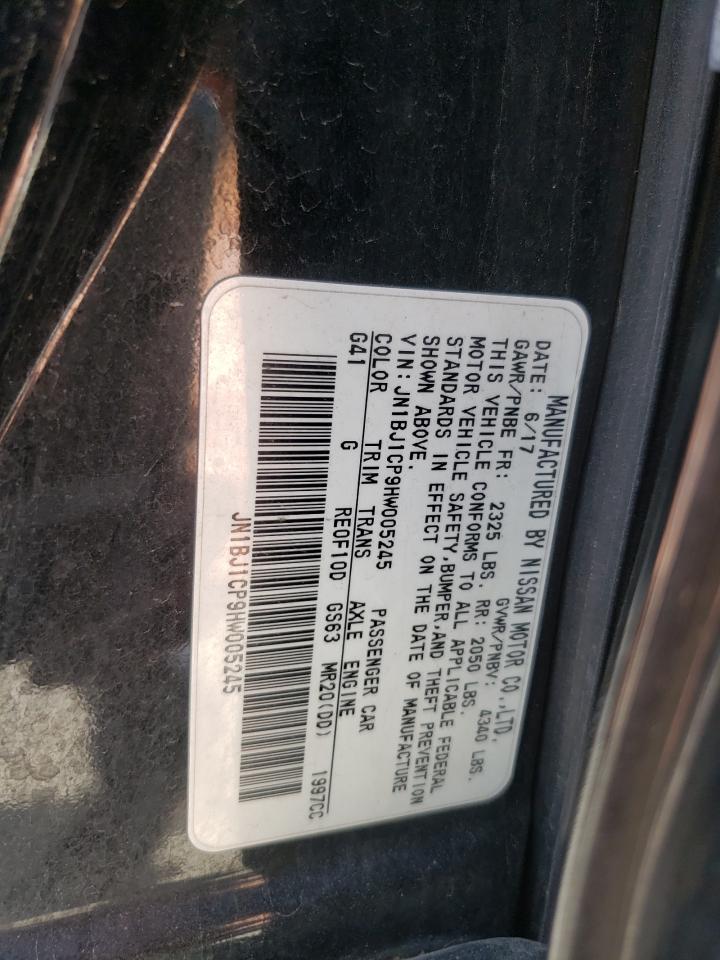 MANUFACTURED BY NISSAN MOTOR CO.,LTD.
DATE: 6/17 GVWR/PNBV: 4340 LBS.
GAWR/PNBE FR: 2325 LBS. RR: 2050 LBS.
THIS VEHICLE CONFORMS TO ALL APPLICABLE FEDERAL
MOTOR VEHICLE SAFETY,BUMPER,AND THEFT PREVENTION
STANDARDS IN EFFECT ON THE DATE OF MANUFACTURE
SHOWN ABOVE.
VIN:JN1BJ1CP9HW005245 PASSENGER CAR
COLOR TRIM TRANS AXLE ENGINE
G41 G RE0F10D GS63 MR20(DD) 1997CC
JN1BJ1CP9HW005245